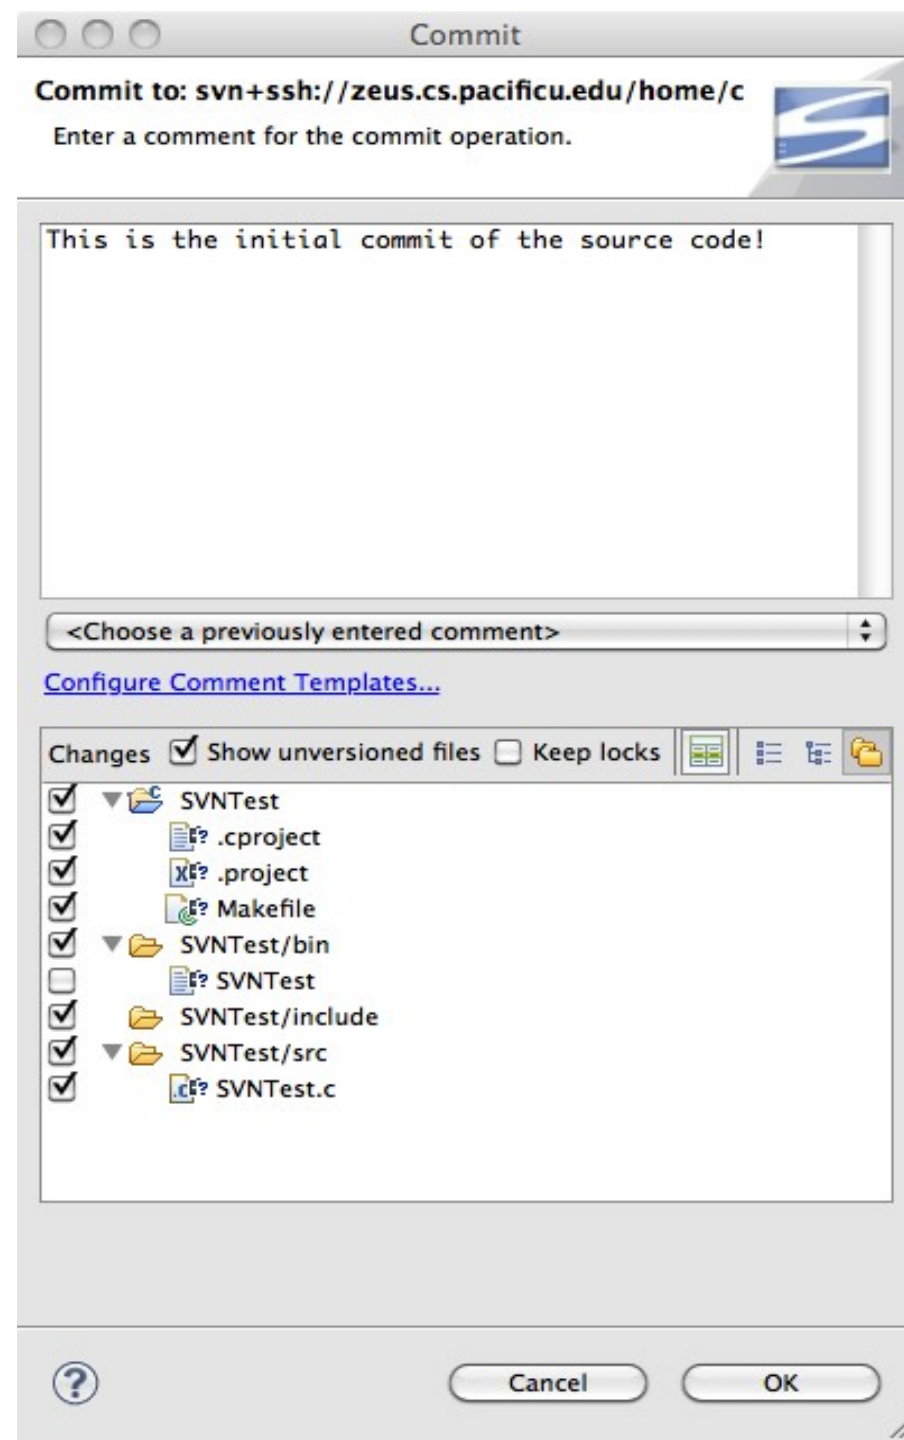 Commit
Commit to: svn+ssh://zeus.cs.pacificu.edu/home/c
Enter a comment for the commit operation.
This is the initial commit of the source code!
<Choose a previously entered comment>
Configure Comment Templates...
Changes Show unversioned files Keep locks
SVNTest
.cproject
.project
Makefile
SVNTest/bin
SVNTest
SVNTest/include
SVNTest/src
SVNTest.c
Cancel OK